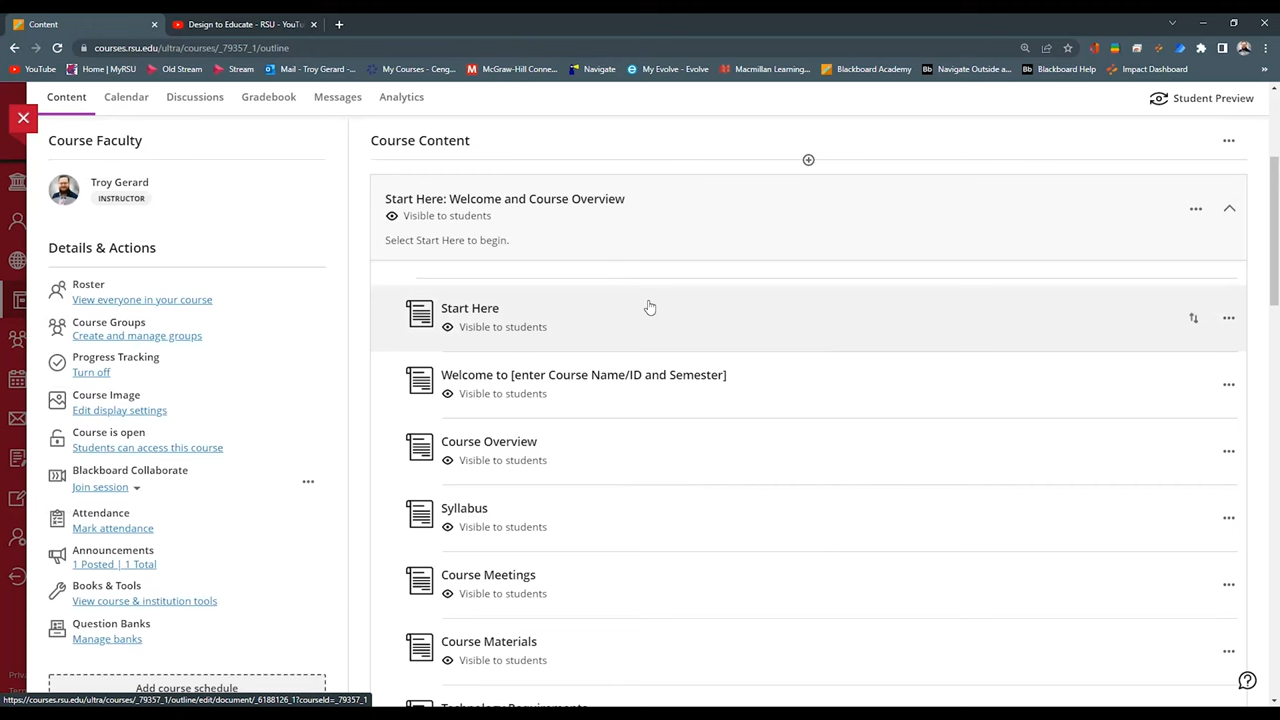 Content
Design to Educate - RSU - YouTu
courses.rsu.edu/ultra/courses/_79357_1/outline
YouTube
Home | MyRSU
Old Stream
Stream
Mail - Troy Gerard -...
My Courses - Ceng...
McGraw-Hill Conne...
Navigate
My Evolve - Evolve
Macmillan Learning...
Blackboard Academy
Navigate Outside a...
Blackboard Help
Impact Dashboard
Content
Calendar
Discussions
Gradebook
Messages
Analytics
Student Preview
Course Faculty
Troy Gerard
INSTRUCTOR
Details & Actions
Roster
View everyone in your course
Course Groups
Create and manage groups
Progress Tracking
Turn off
Course Image
Edit display settings
Course is open
Students can access this course
Blackboard Collaborate
Join session
Attendance
Mark attendance
Announcements
1 Posted | 1 Total
Books & Tools
View course & institution tools
Question Banks
Manage banks
Add course schedule
Course Content
Start Here: Welcome and Course Overview
Visible to students
Select Start Here to begin.
Start Here
Visible to students
Welcome to [enter Course Name/ID and Semester]
Visible to students
Course Overview
Visible to students
Syllabus
Visible to students
Course Meetings
Visible to students
Course Materials
Visible to students
Technology Requirements
https://courses.rsu.edu/ultra/courses/_79357_1/outline/edit/document/_6188126_1?courseId=_79357_1